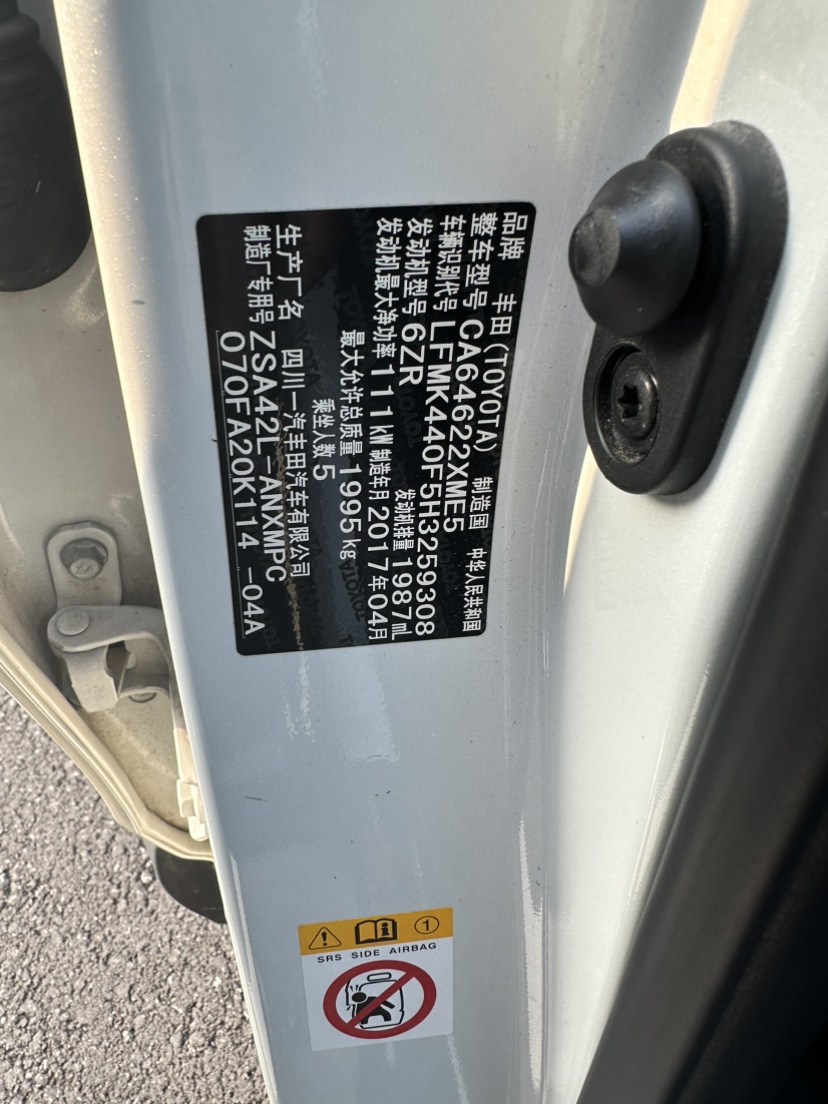 品牌 丰田(TOYOTA) 制造国 中华人民共和国
整车型号 CA64622XME5
车辆识别代号 LFMK440F5H3259308
发动机型号 6ZR 发动机排量 1987mL
发动机最大净功率 111kW 制造年月 2017年04月
最大允许总质量 1995kg
乘坐人数 5
生产厂名 四川一汽丰田汽车有限公司
制造厂专用号 ZSA42L-ANXMPC
070FA20K114 -04A
1
SRS SIDE AIRBAG